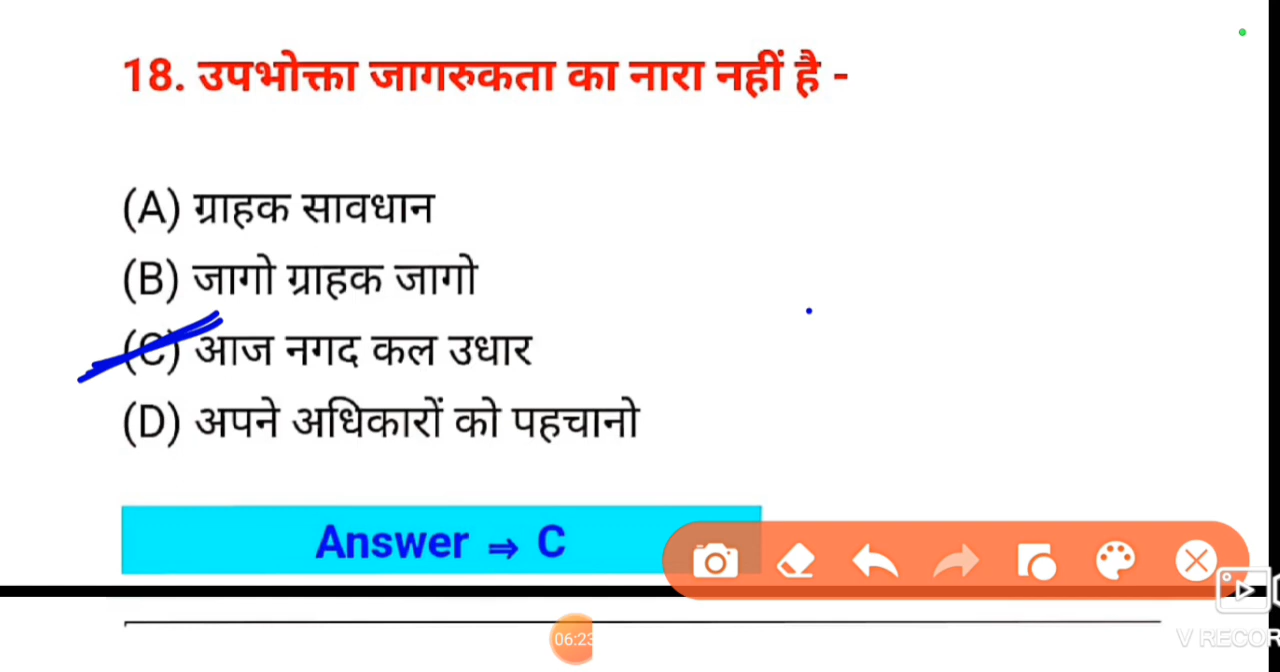 18. उपभोक्ता जागरुकता का नारा नहीं है -
(A) ग्राहक सावधान
(B) जागो ग्राहक जागो
(C) आज नगद कल उधार
(D) अपने अधिकारों को पहचानो
Answer ⇒ C
06:23
V RECOR